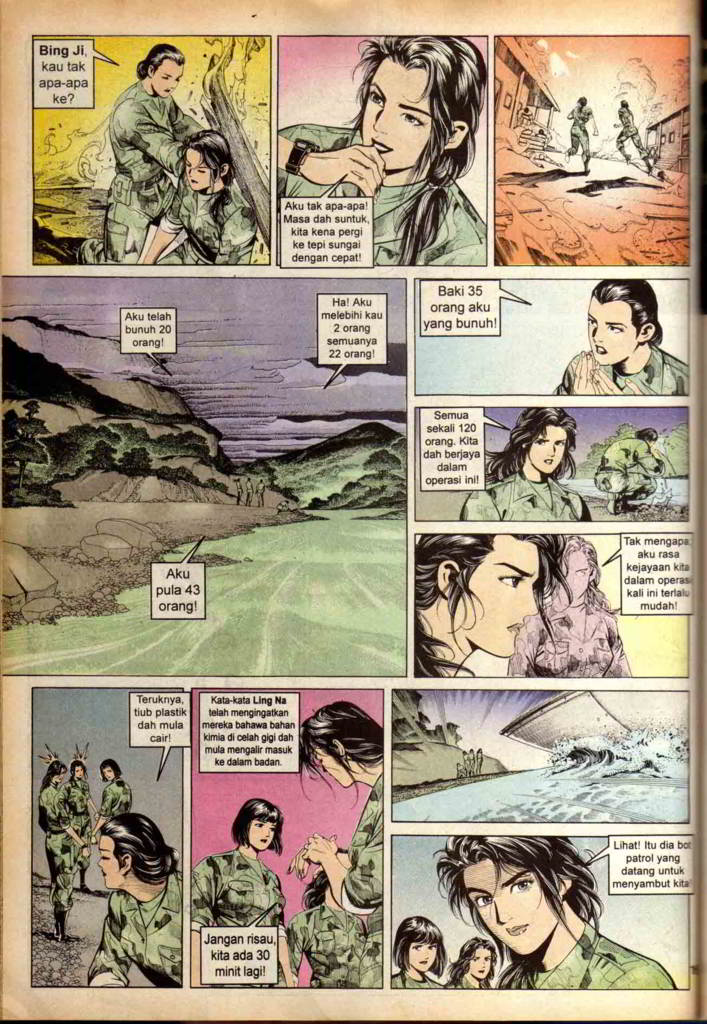 Bing Ji,
kau tak
apa-apa
ke?
Aku tak apa-apa!
Masa dah suntuk,
kita kena pergi
ke tepi sungai
dengan cepat!
Aku telah
bunuh 20
orang!
Ha! Aku
melebihi kau
2 orang
semuanya
22 orang!
Aku
pula 43
orang!
Baki 35
orang aku
yang bunuh!
Semua
sekali 120
orang. Kita
dah berjaya
dalam
operasi ini!
Tak mengapa
aku rasa
kejayaan kita
dalam operasi
kali ini terlalu
mudah!
Teruknya,
tiub plastik
dah mula
cair!
Kata-kata Ling Na
telah mengingatkan
mereka bahawa bahan
kimia di celah gigi dah
mula mengalir masuk
ke dalam badan.
Jangan risau,
kita ada 30
minit lagi!
Lihat! Itu dia bot
patrol yang
datang untuk
menyambut kita!